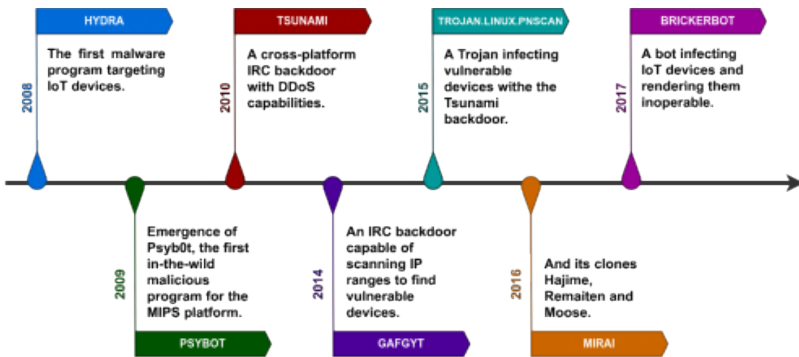 HYDRA
2008
The first malware
program targeting
IoT devices.
TSUNAMI
2010
A cross-platform
IRC backdoor
with DDoS
capabilities.
TROJAN.LINUX.PNSCAN
2015
A Trojan infecting
vulnerable
devices withe the
Tsunami
backdoor.
BRICKERBOT
2017
A bot infecting
IoT devices and
rendering them
inoperable.
2009
Emergence of
Psyb0t, the first
in-the-wild
malicious
program for the
MIPS platform.
PSYBOT
2014
An IRC backdoor
capable of
scanning IP
ranges to find
vulnerable
devices.
GAFGYT
2016
And its clones
Hajime,
Remaiten and
Moose.
MIRAI